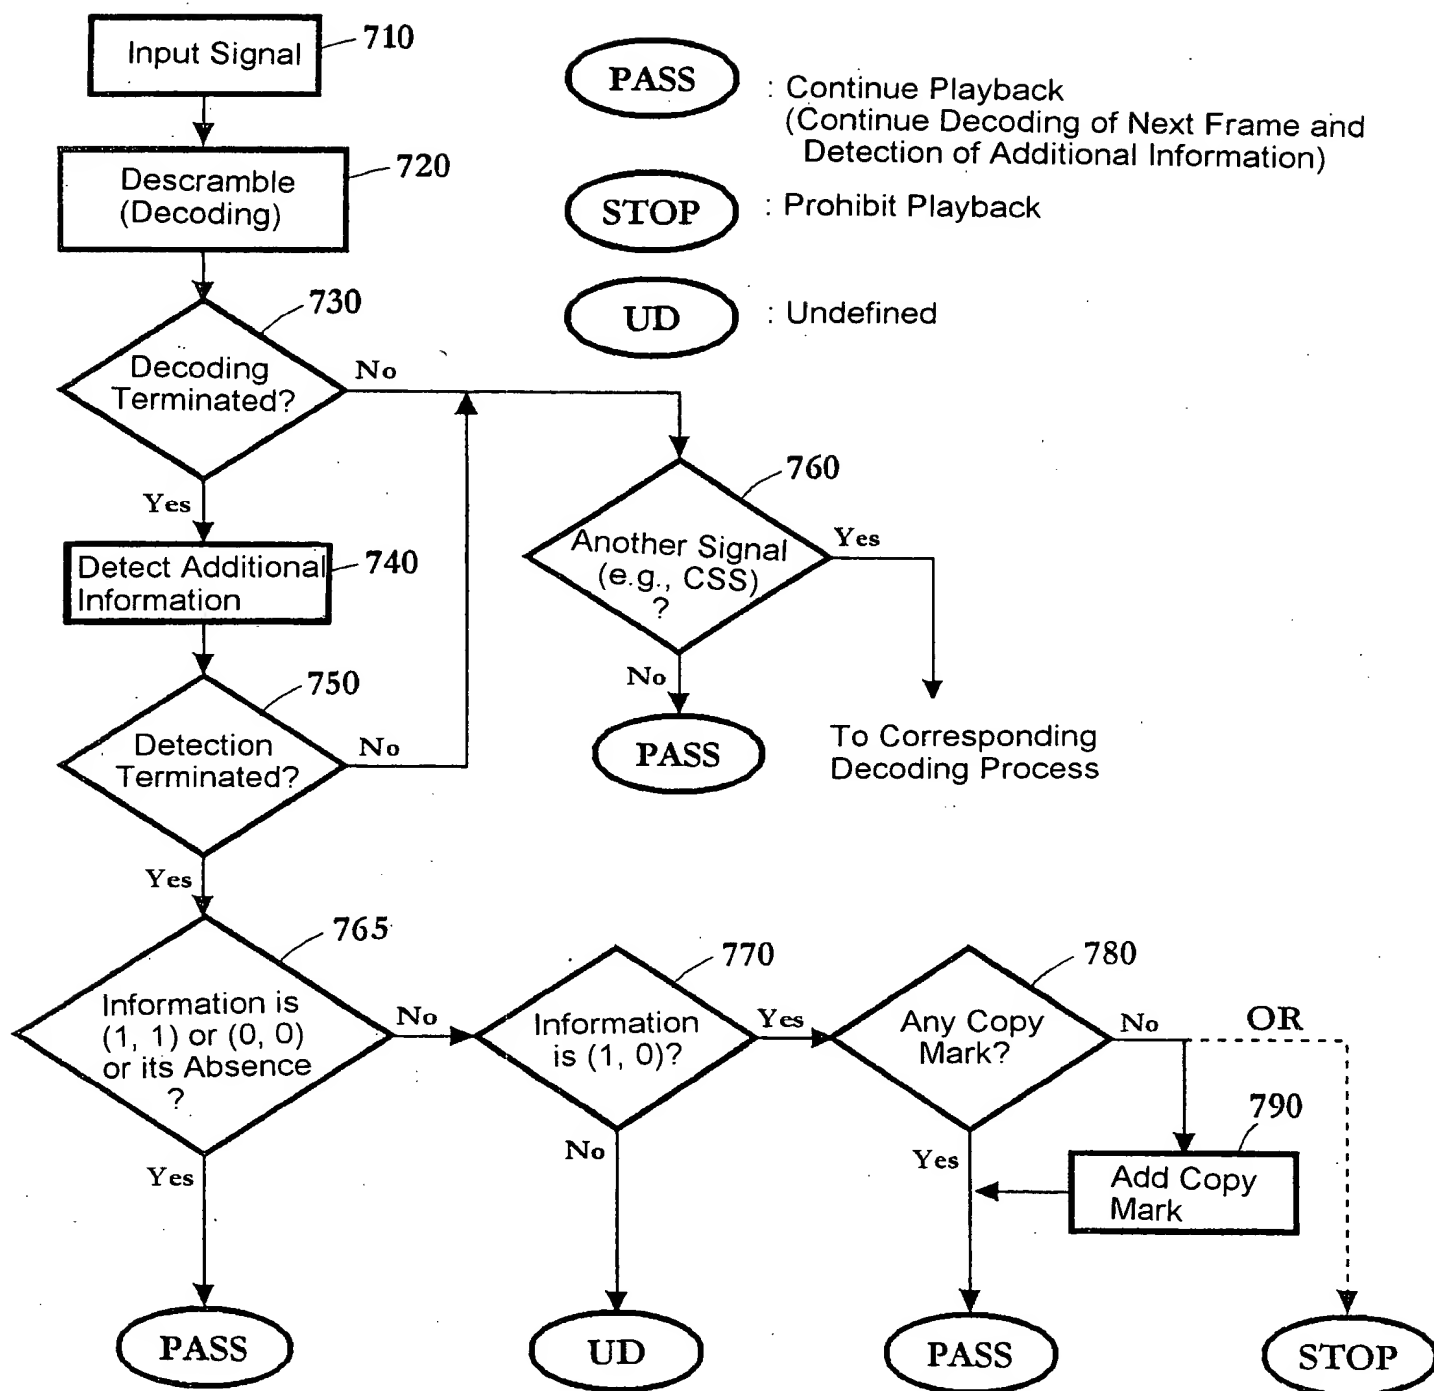 Input Signal
710
PASS
: Continue Playback
(Continue Decoding of Next Frame and
Detection of Additional Information)
Descramble
(Decoding)
720
STOP
: Prohibit Playback
730
UD
: Undefined
Decoding
Terminated?
No
Yes
760
Another Signal
(e.g., CSS)
?
Yes
Detect Additional
Information
740
No
750
Detection
Terminated?
No
PASS
To Corresponding
Decoding Process
Yes
765
Information is
(1, 1) or (0, 0)
or its Absence
?
No
770
Information
is (1, 0)?
Yes
780
Any Copy
Mark?
No
OR
790
Yes
No
Yes
Add Copy
Mark
PASS
UD
PASS
STOP